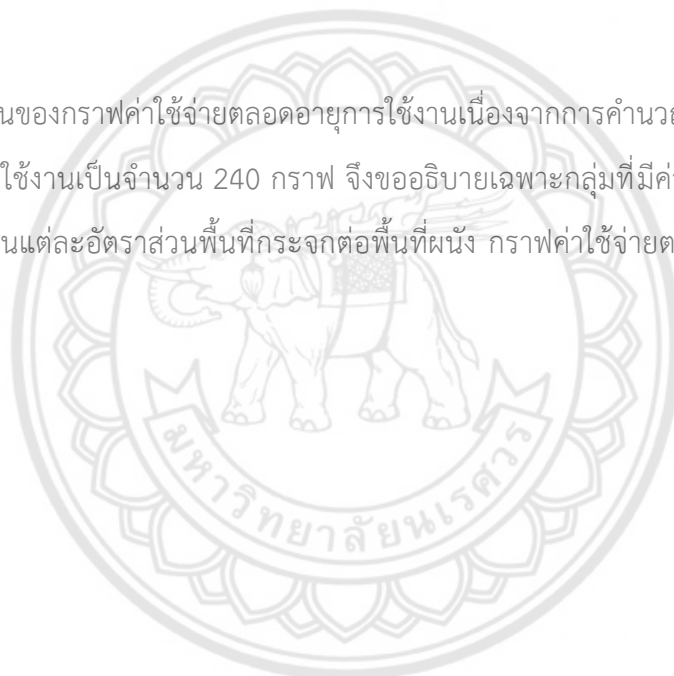 นของกราฟค่าใช้จ่ายตลอดอายุการใช้งานเนื่องจากการคำนวณ
ใช้งานเป็นจำนวน 240 กราฟ จึงขออธิบายเฉพาะกลุ่มที่มีค่
นแต่ละอัตราส่วนพื้นที่กระจกต่อพื้นที่ผนัง กราฟค่าใช้จ่ายต
มหาวิทยาลัยนเรศวร